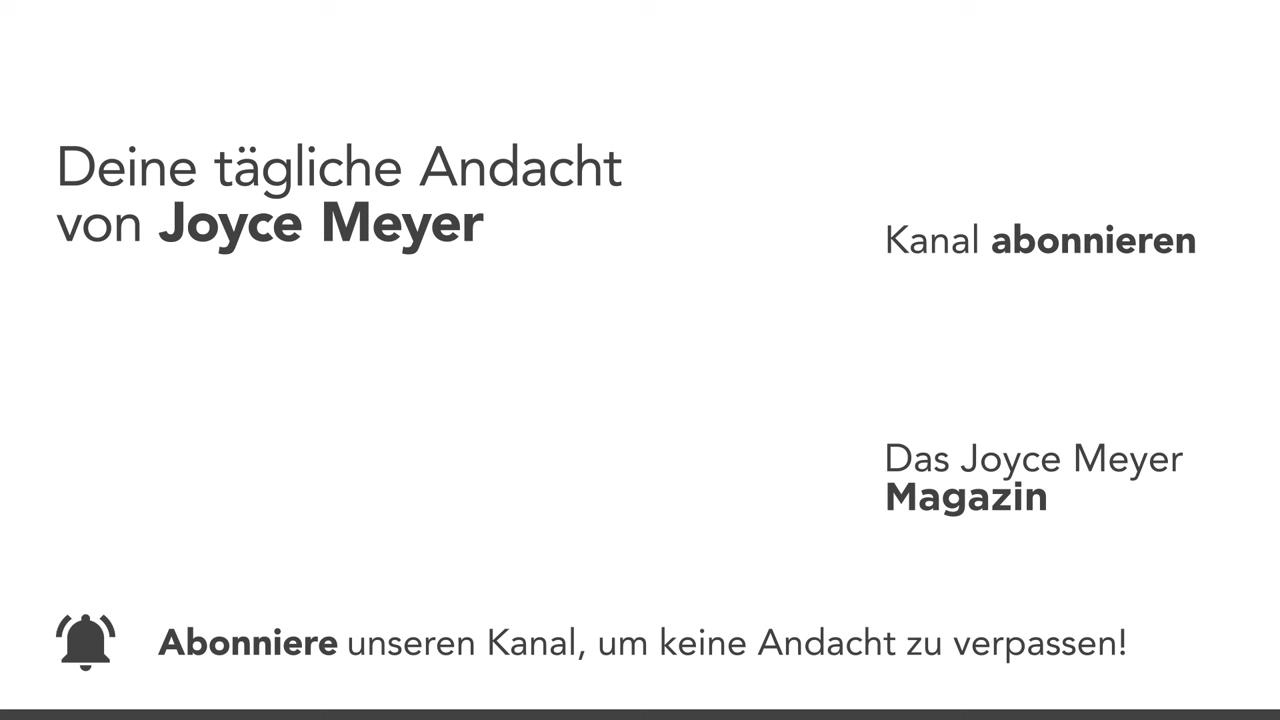 Deine tägliche Andacht
von Joyce Meyer
Kanal abonnieren
Das Joyce Meyer
Magazin
Abonniere unseren Kanal, um keine Andacht zu verpassen!